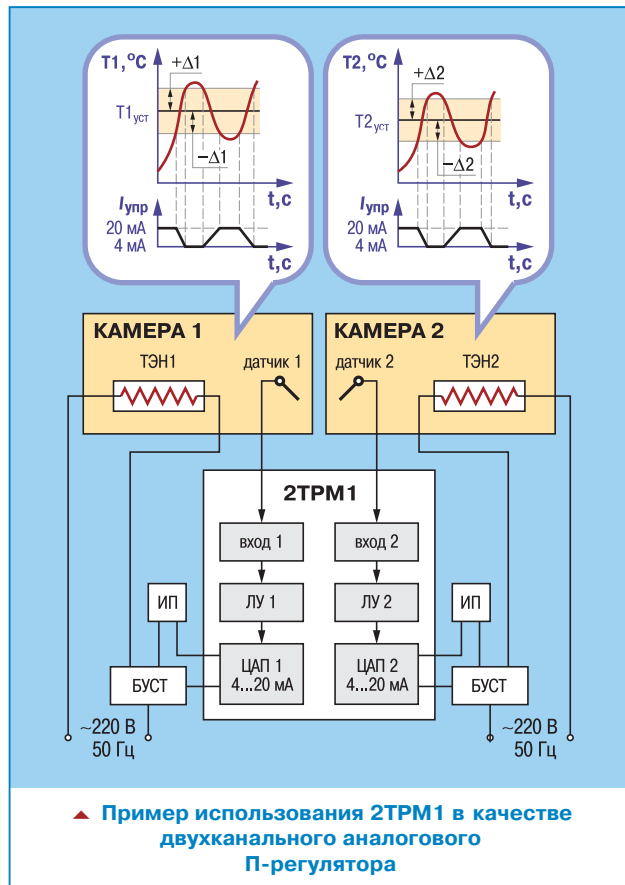 T1,°C
+Δ1
T1уст
−Δ1
t,c
Iупр
20 мА
4 мА
t,c
T2,°C
+Δ2
T2уст
−Δ2
t,c
Iупр
20 мА
4 мА
t,c
КАМЕРА 1
ТЭН1
датчик 1
КАМЕРА 2
датчик 2
ТЭН2
2ТРМ1
вход 1
вход 2
ЛУ 1
ЛУ 2
ИП
ИП
ЦАП 1
4...20 мА
ЦАП 2
4...20 мА
БУСТ
БУСТ
~220 В
50 Гц
~220 В
50 Гц
Пример использования 2ТРМ1 в качестве
двухканального аналогового
П-регулятора